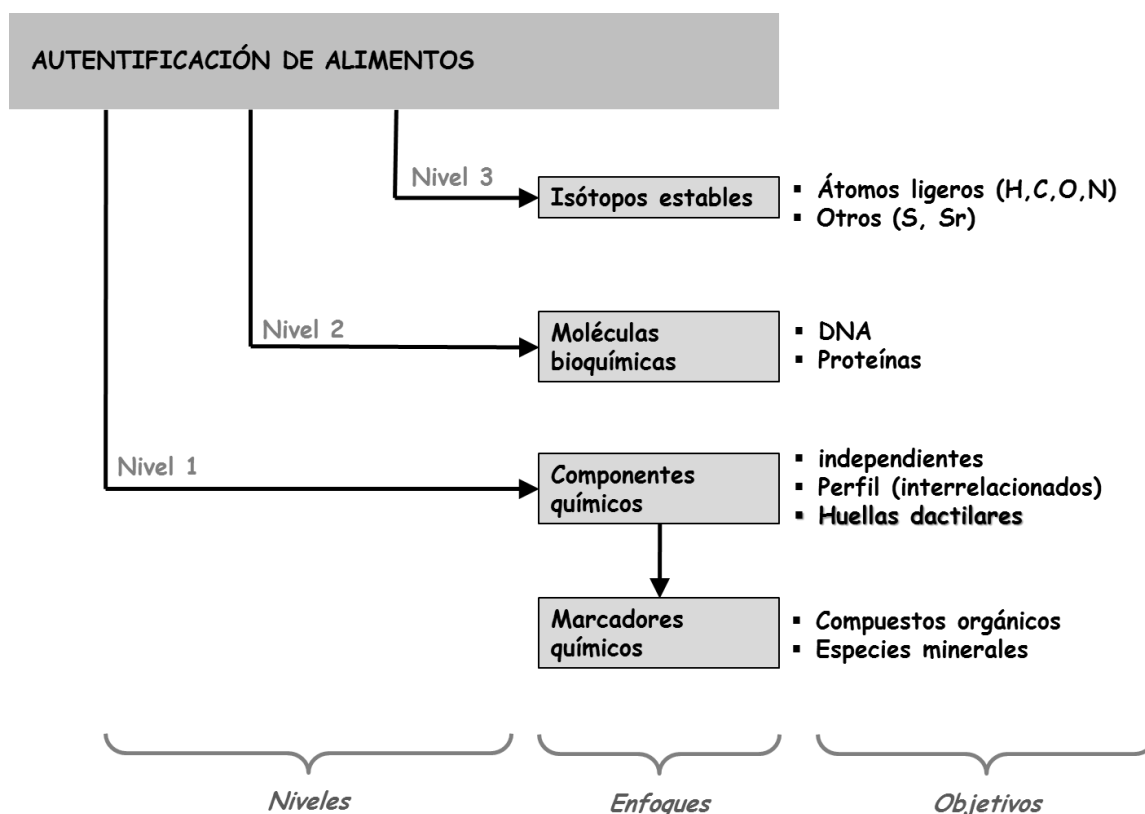 AUTENTIFICACIÓN DE ALIMENTOS
Nivel 3
Isótopos estables
▪ Átomos ligeros (H,C,O,N)
▪ Otros (S, Sr)
Nivel 2
Moléculas
bioquímicas
▪ DNA
▪ Proteínas
Nivel 1
Componentes
químicos
▪ independientes
▪ Perfil (interrelacionados)
▪ Huellas dactilares
Marcadores
químicos
▪ Compuestos orgánicos
▪ Especies minerales
Niveles
Enfoques
Objetivos